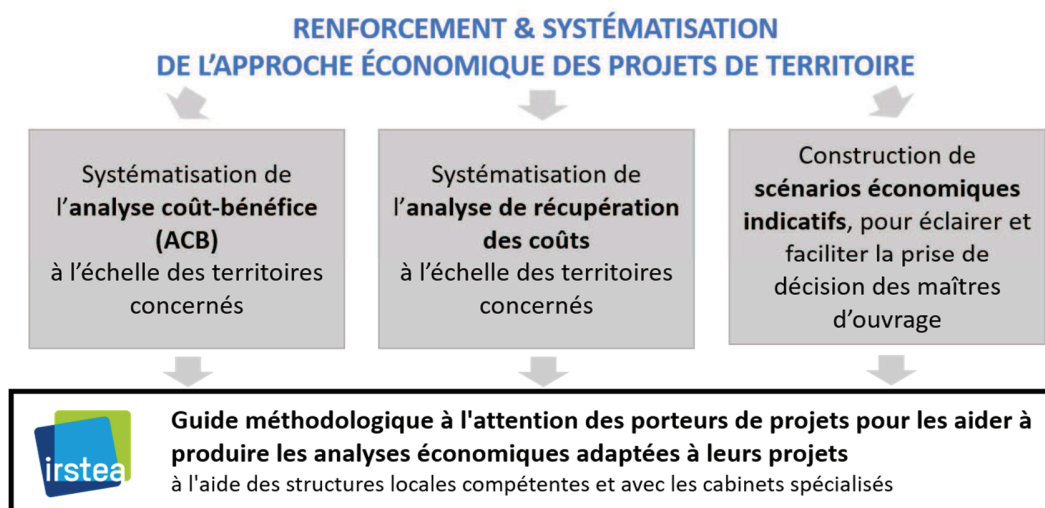 RENFORCEMENT & SYSTÉMATISATION
DE L'APPROCHE ÉCONOMIQUE DES PROJETS DE TERRITOIRE
Systématisation de
l'analyse coût-bénéfice
(ACB)
à l'échelle des territoires
concernés
Systématisation de
l'analyse de récupération
des coûts
à l'échelle des territoires
concernés
Construction de
scénarios économiques
indicatifs, pour éclairer et
faciliter la prise de
décision des maîtres
d'ouvrage
irstea
Guide méthodologique à l'attention des porteurs de projets pour les aider à
produire les analyses économiques adaptées à leurs projets
à l'aide des structures locales compétentes et avec les cabinets spécialisés